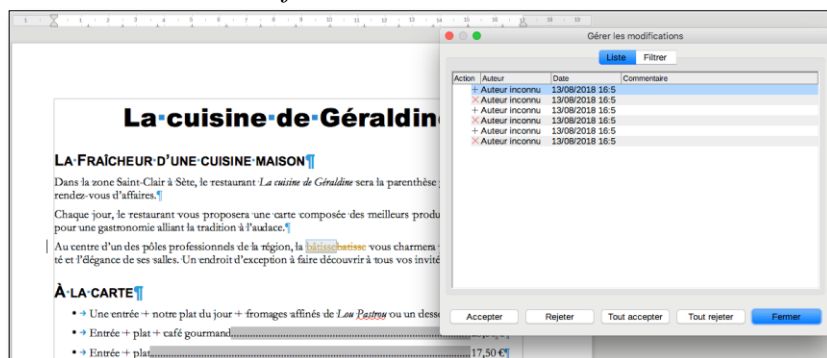 Gérer les modifications
Liste Filtrer
Action Auteur Date Commentaire
+ Auteur inconnu 13/08/2018 16:5
× Auteur inconnu 13/08/2018 16:5
+ Auteur inconnu 13/08/2018 16:5
× Auteur inconnu 13/08/2018 16:5
+ Auteur inconnu 13/08/2018 16:5
× Auteur inconnu 13/08/2018 16:5
Accepter Rejeter Tout accepter Tout rejeter Fermer
La·cuisine·de·Géraldin
LA·FRAÎCHEUR·D'UNE·CUISINE·MAISON¶
Dans la zone Saint-Clair à Sète, le restaurant La cuisine de Géraldine sera la parenthèse
rendez-vous d'affaires.¶
Chaque jour, le restaurant vous proposera une carte composée des meilleurs produ
pour une gastronomie alliant la tradition à l'audace.¶
Au centre d'un des pôles professionnels de la région, la bâtissebatisse vous charmera
té et l'élégance de ses salles. Un endroit d'exception à faire découvrir à tous vos invité
À·LA·CARTE¶
• → Une entrée + notre plat du jour + fromages affinés de Lou Pastrou ou un desse
• → Entrée + plat + café gourmand
• → Entrée + plat 17,50 €¶